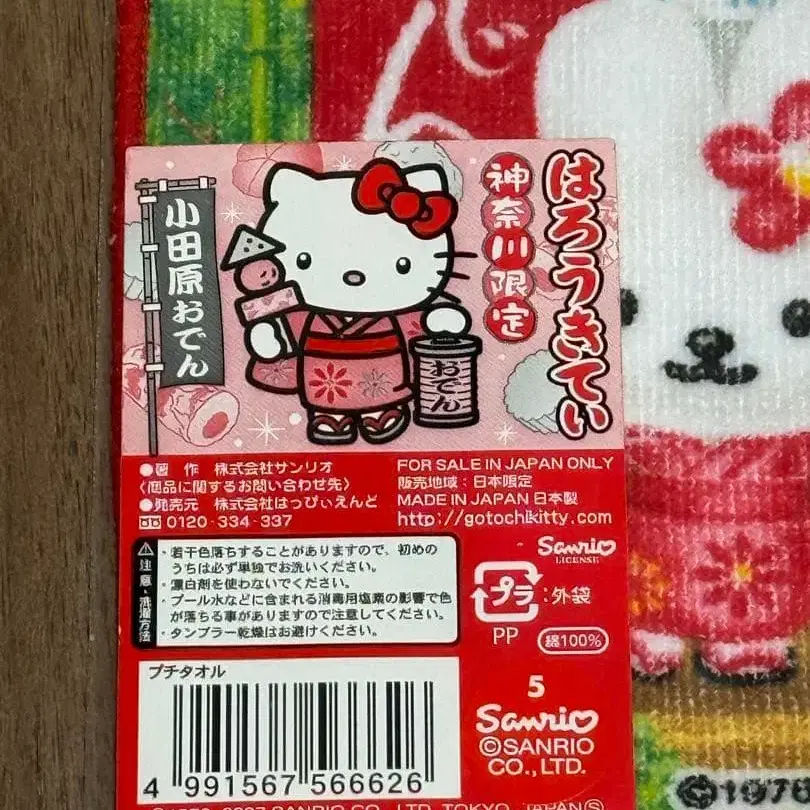 はろうきてぃ
神奈川限定
小田原おでん
おでん
●著 作 株式会社サンリオ
〈商品に関するお問い合わせ先〉
●発売元 株式会社はっぴぃえんど
0120-334-337
FOR SALE IN JAPAN ONLY
販売地域:日本限定
MADE IN JAPAN 日本製
http://gotochikitty.com
注意・洗濯方法
・若干色落ちすることがありますので、初めの
うちは必ず単独でお洗いください。
・漂白剤を使わないでください。
・プール水などに含まれる消毒用塩素の影響で色
が落ちる事がありますので注意してください。
・タンブラー乾燥はお避けください。
Sanrio
LICENSE
プラ:外袋
PP
綿100%
プチタオル
4 991567 566626
5
Sanrio
©SANRIO
CO.,LTD.
SANRIO CO., LTD. TOKYO, JAPAN Ⓢ
©1976